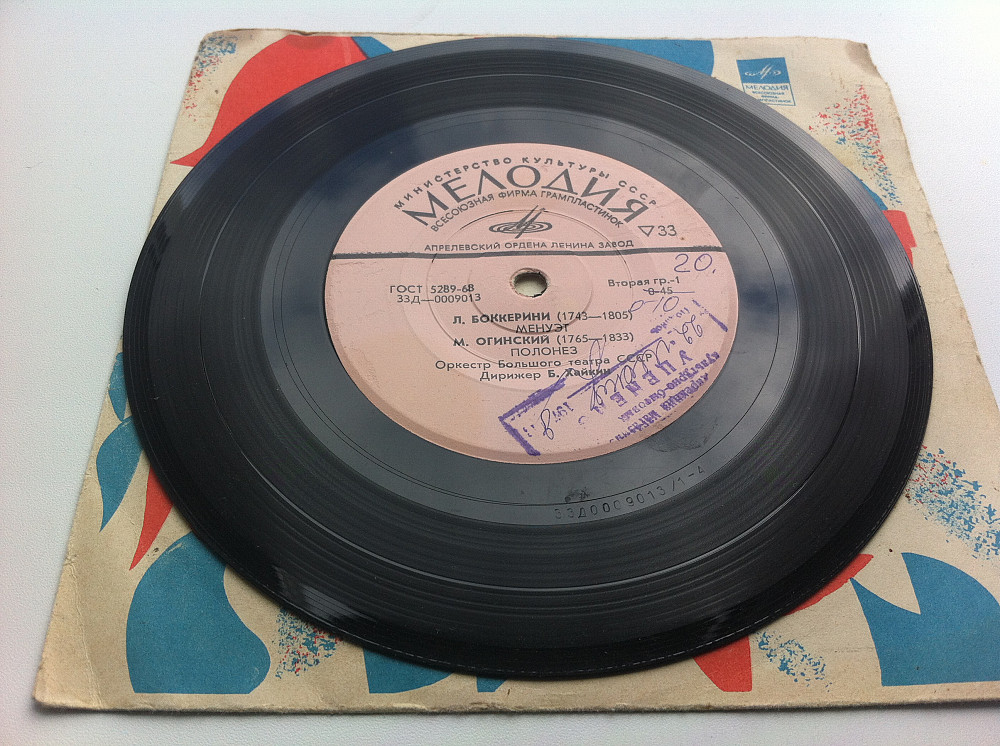 МЕЛОДИЯ
МИНИСТЕРСТВО КУЛЬТУРЫ СССР
МЕЛОДИЯ
ВСЕСОЮЗНАЯ ФИРМА ГРАМПЛАСТИНОК
33
АПРЕЛЕВСКИЙ ОРДЕНА ЛЕНИНА ЗАВОД
20.
ГОСТ 5289-68
Вторая гр.-1
33Д—0009013
0-45
0-10
Л. БОККЕРИНИ (1743—1805)
МЕНУЭТ
М. ОГИНСКИЙ (1765—1833)
ПОЛОНЕЗ
Оркестр Большого театра СССР
Дирижер Б. Хайкин
УЦЕНЕН
33Д0009013/1-4